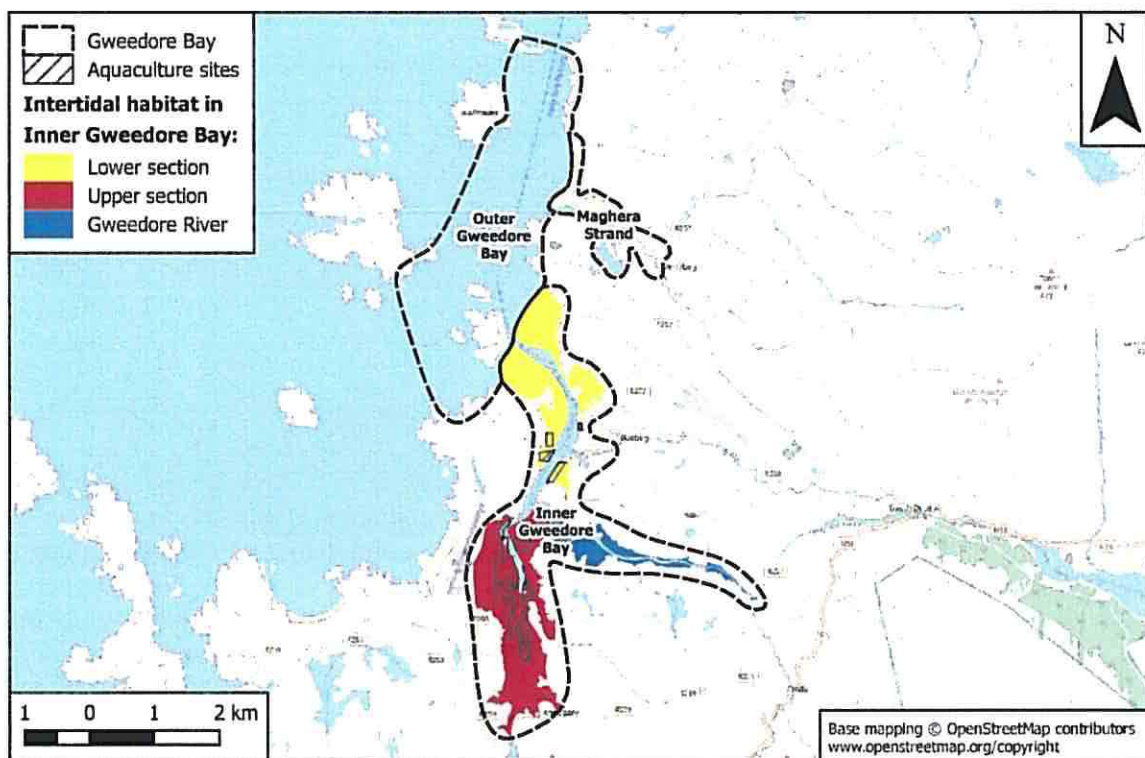 Gweedore Bay
Aquaculture sites
Intertidal habitat in
Inner Gweedore Bay:
Lower section
Upper section
Gweedore River
N
Outer
Gweedore
Bay
Maghera
Strand
Inner
Gweedore
Bay
1 0 1 2 km
Base mapping © OpenStreetMap contributors
www.openstreetmap.org/copyright